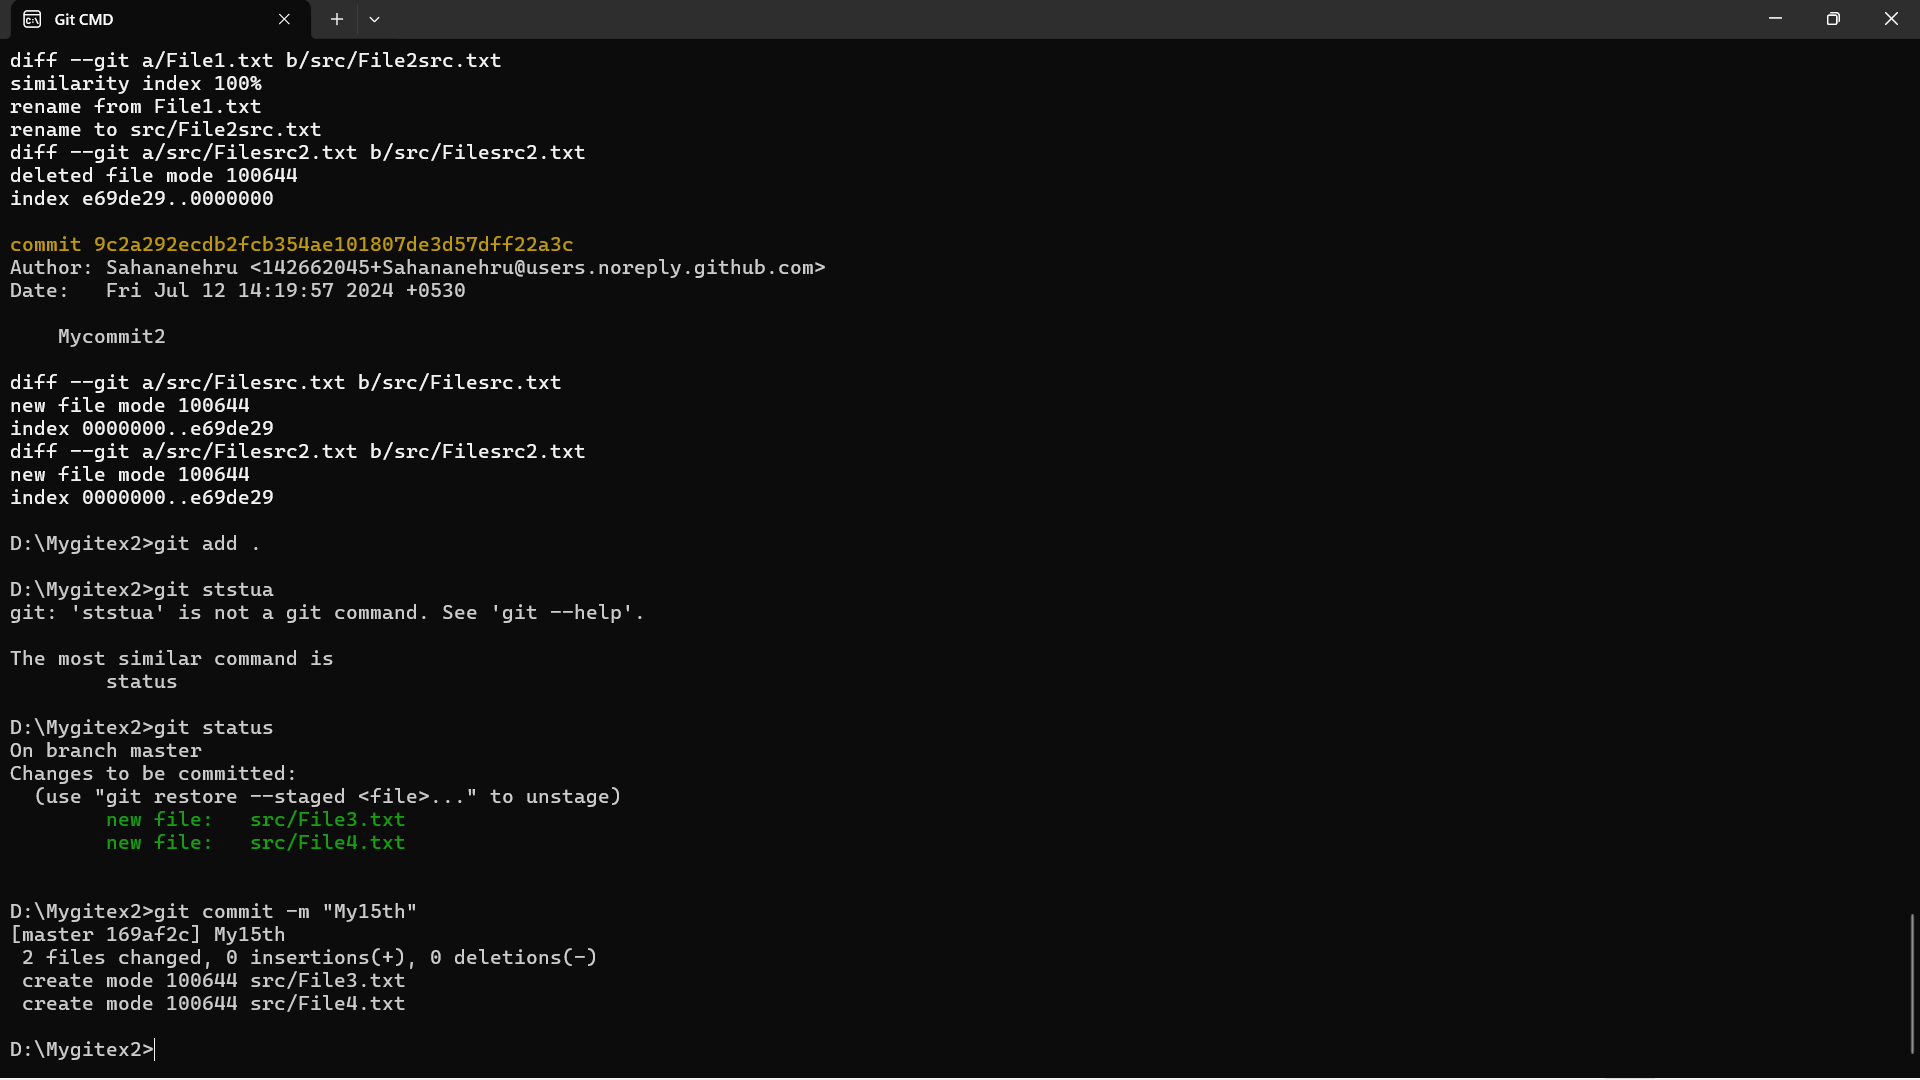 Git CMD
diff --git a/File1.txt b/src/File2src.txt
similarity index 100%
rename from File1.txt
rename to src/File2src.txt
diff --git a/src/Filesrc2.txt b/src/Filesrc2.txt
deleted file mode 100644
index e69de29..0000000
commit 9c2a292ecdb2fcb354ae101807de3d57dff22a3c
Author: Sahananehru <142662045+Sahananehru@users.noreply.github.com>
Date:   Fri Jul 12 14:19:57 2024 +0530
    Mycommit2
diff --git a/src/Filesrc.txt b/src/Filesrc.txt
new file mode 100644
index 0000000..e69de29
diff --git a/src/Filesrc2.txt b/src/Filesrc2.txt
new file mode 100644
index 0000000..e69de29
D:\Mygitex2>git add .
D:\Mygitex2>git ststua
git: 'ststua' is not a git command. See 'git --help'.
The most similar command is
        status
D:\Mygitex2>git status
On branch master
Changes to be committed:
  (use "git restore --staged <file>..." to unstage)
        new file:   src/File3.txt
        new file:   src/File4.txt
D:\Mygitex2>git commit -m "My15th"
[master 169af2c] My15th
 2 files changed, 0 insertions(+), 0 deletions(-)
 create mode 100644 src/File3.txt
 create mode 100644 src/File4.txt
D:\Mygitex2>